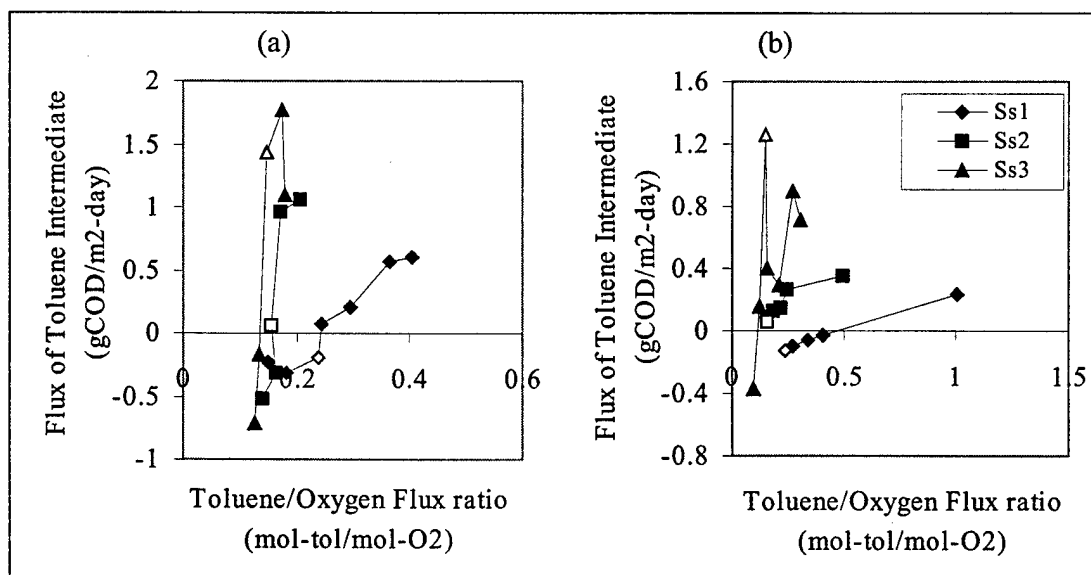 (a)
2
1.5
1
0.5
0
-0.5
-1
0
0.2
0.4
0.6
Flux of Toluene Intermediate
(gCOD/m2-day)
Toluene/Oxygen Flux ratio
(mol-tol/mol-O2)
(b)
1.6
1.2
0.8
0.4
0
-0.4
-0.8
0
0.5
1
1.5
Flux of Toluene Intermediate
(gCOD/m2-day)
Toluene/Oxygen Flux ratio
(mol-tol/mol-O2)
Ss1
Ss2
Ss3